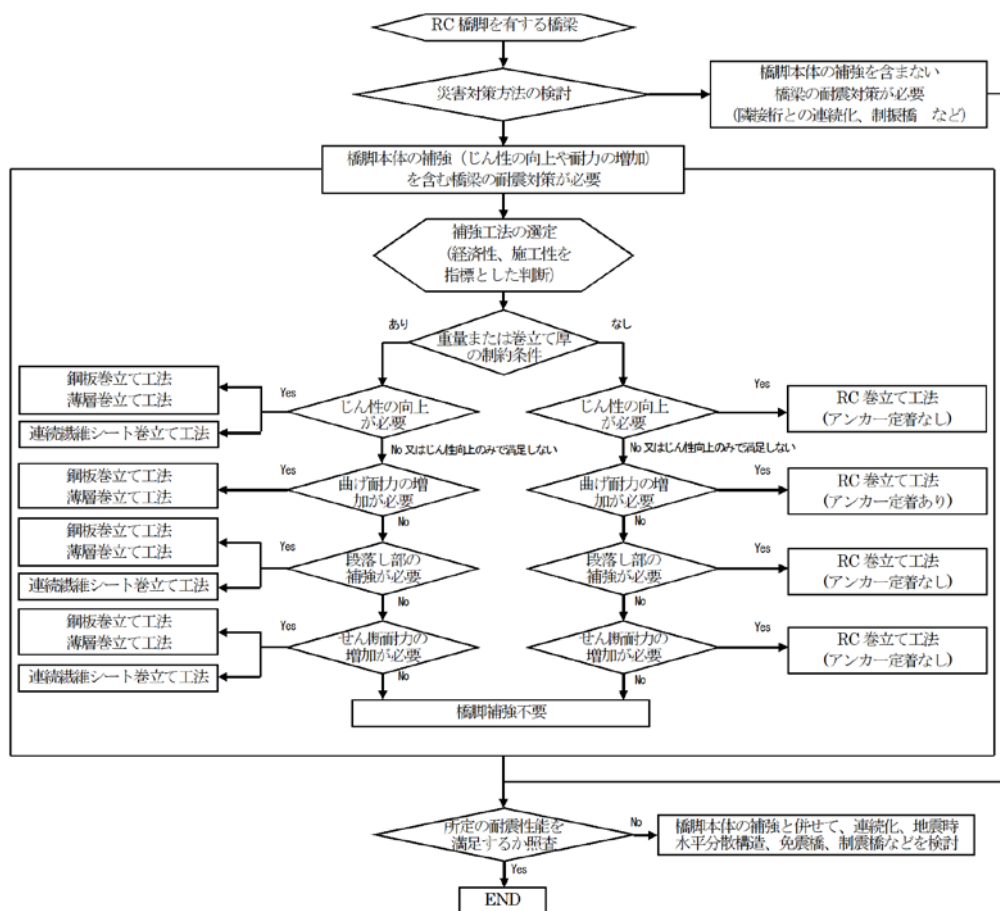 RC 橋脚を有する橋梁
災害対策方法の検討
橋脚本体の補強を含まない
橋梁の耐震対策が必要
(隣接桁との連続化、制振橋 など)
橋脚本体の補強（じん性の向上や耐力の増加）
を含む橋梁の耐震対策が必要
補強工法の選定
(経済性、施工性を
指標とした判断)
あり
重量または巻立て厚
の制約条件
なし
鋼板巻立て工法
薄層巻立て工法
連続繊維シート巻立て工法
Yes
じん性の向上
が必要
じん性の向上
が必要
Yes
RC 巻立て工法
(アンカー定着なし)
No 又はじん性向上のみで満足しない
No 又はじん性向上のみで満足しない
鋼板巻立て工法
薄層巻立て工法
Yes
曲げ耐力の増
加が必要
曲げ耐力の増
加が必要
Yes
RC 巻立て工法
(アンカー定着あり)
No
No
鋼板巻立て工法
薄層巻立て工法
連続繊維シート巻立て工法
Yes
段落し部の
補強が必要
段落し部の
補強が必要
Yes
RC 巻立て工法
(アンカー定着なし)
No
No
鋼板巻立て工法
薄層巻立て工法
連続繊維シート巻立て工法
Yes
せん断耐力の
増加が必要
せん断耐力の
増加が必要
Yes
RC 巻立て工法
(アンカー定着なし)
No
No
橋脚補強不要
所定の耐震性能を
満足するか照査
No
橋脚本体の補強と併せて、連続化、地震時
水平分散構造、免震橋、制震橋などを検討
Yes
END